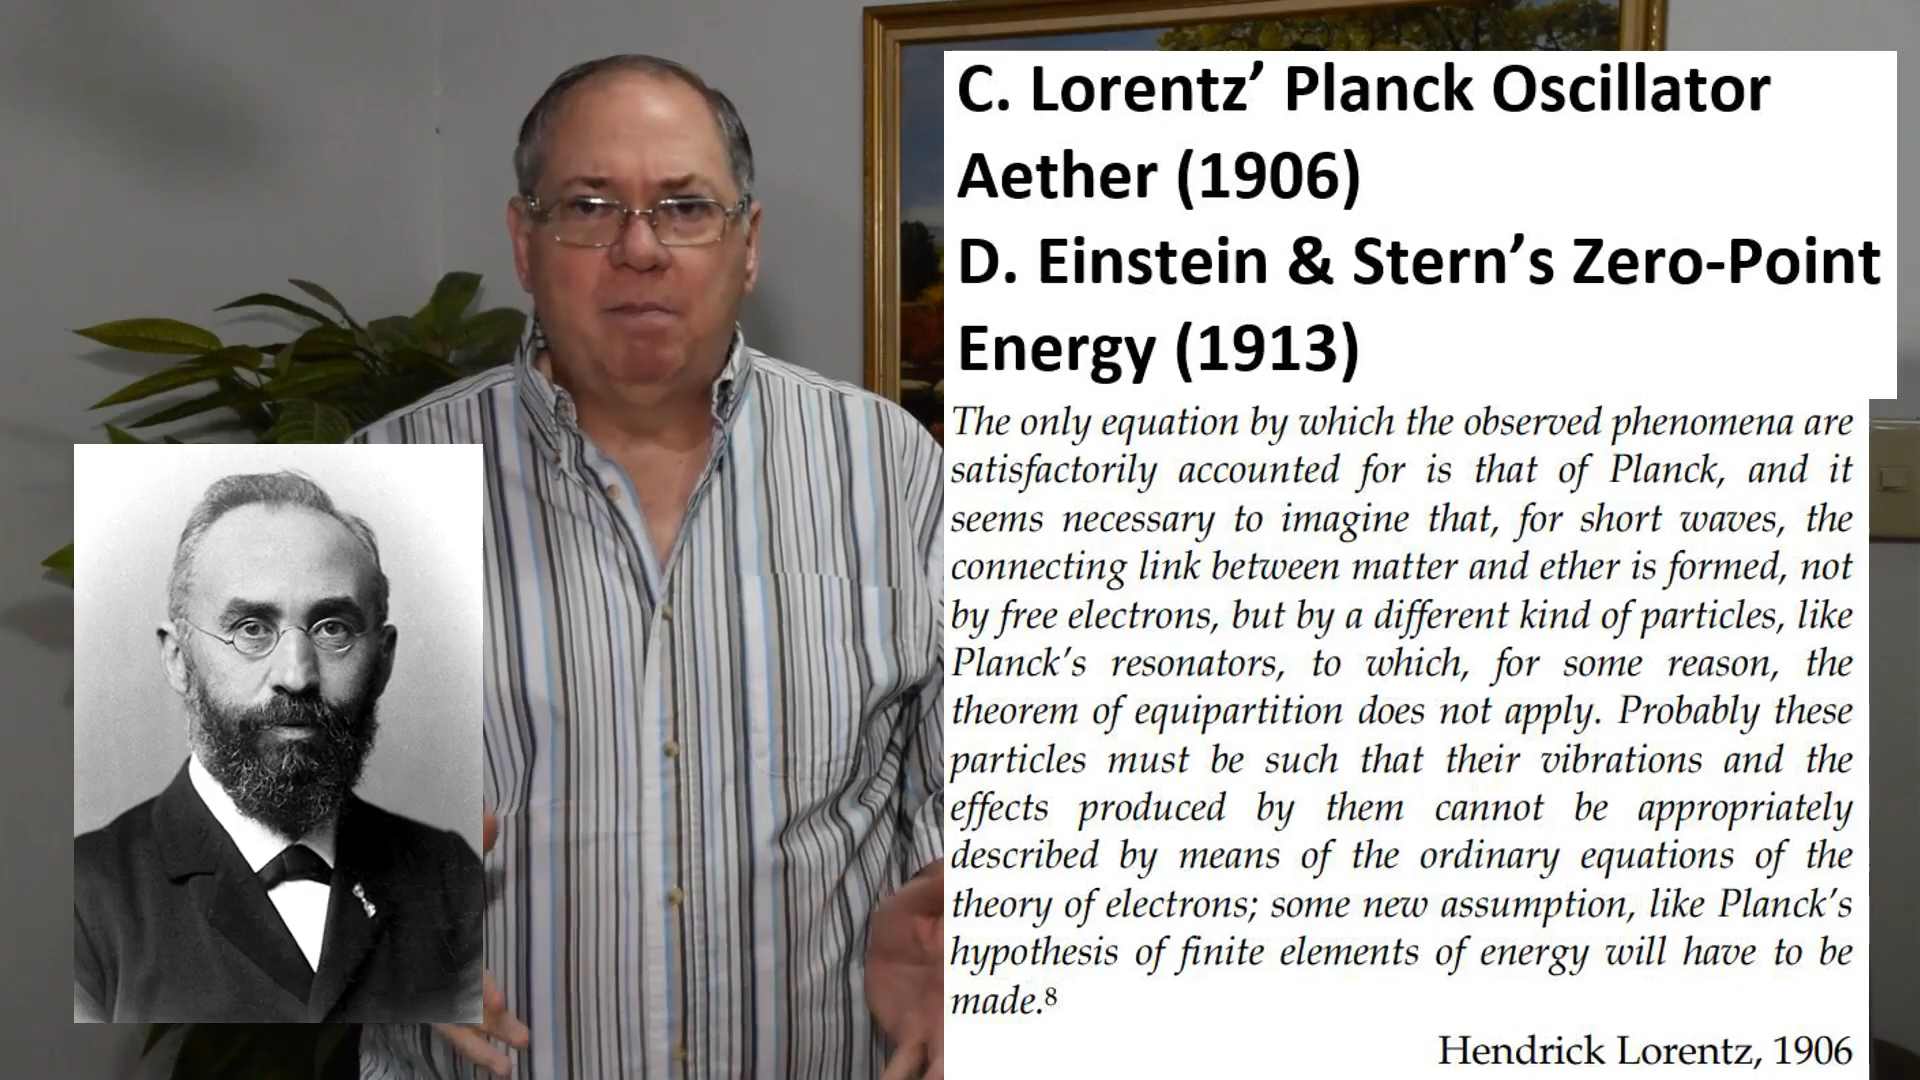 C. Lorentz’ Planck Oscillator
Aether (1906)
D. Einstein & Stern’s Zero-Point
Energy (1913)
The only equation by which the observed phenomena are
satisfactorily accounted for is that of Planck, and it
seems necessary to imagine that, for short waves, the
connecting link between matter and ether is formed, not
by free electrons, but by a different kind of particles, like
Planck’s resonators, to which, for some reason, the
theorem of equipartition does not apply. Probably these
particles must be such that their vibrations and the
effects produced by them cannot be appropriately
described by means of the ordinary equations of the
theory of electrons; some new assumption, like Planck’s
hypothesis of finite elements of energy will have to be
made.⁸
Hendrick Lorentz, 1906